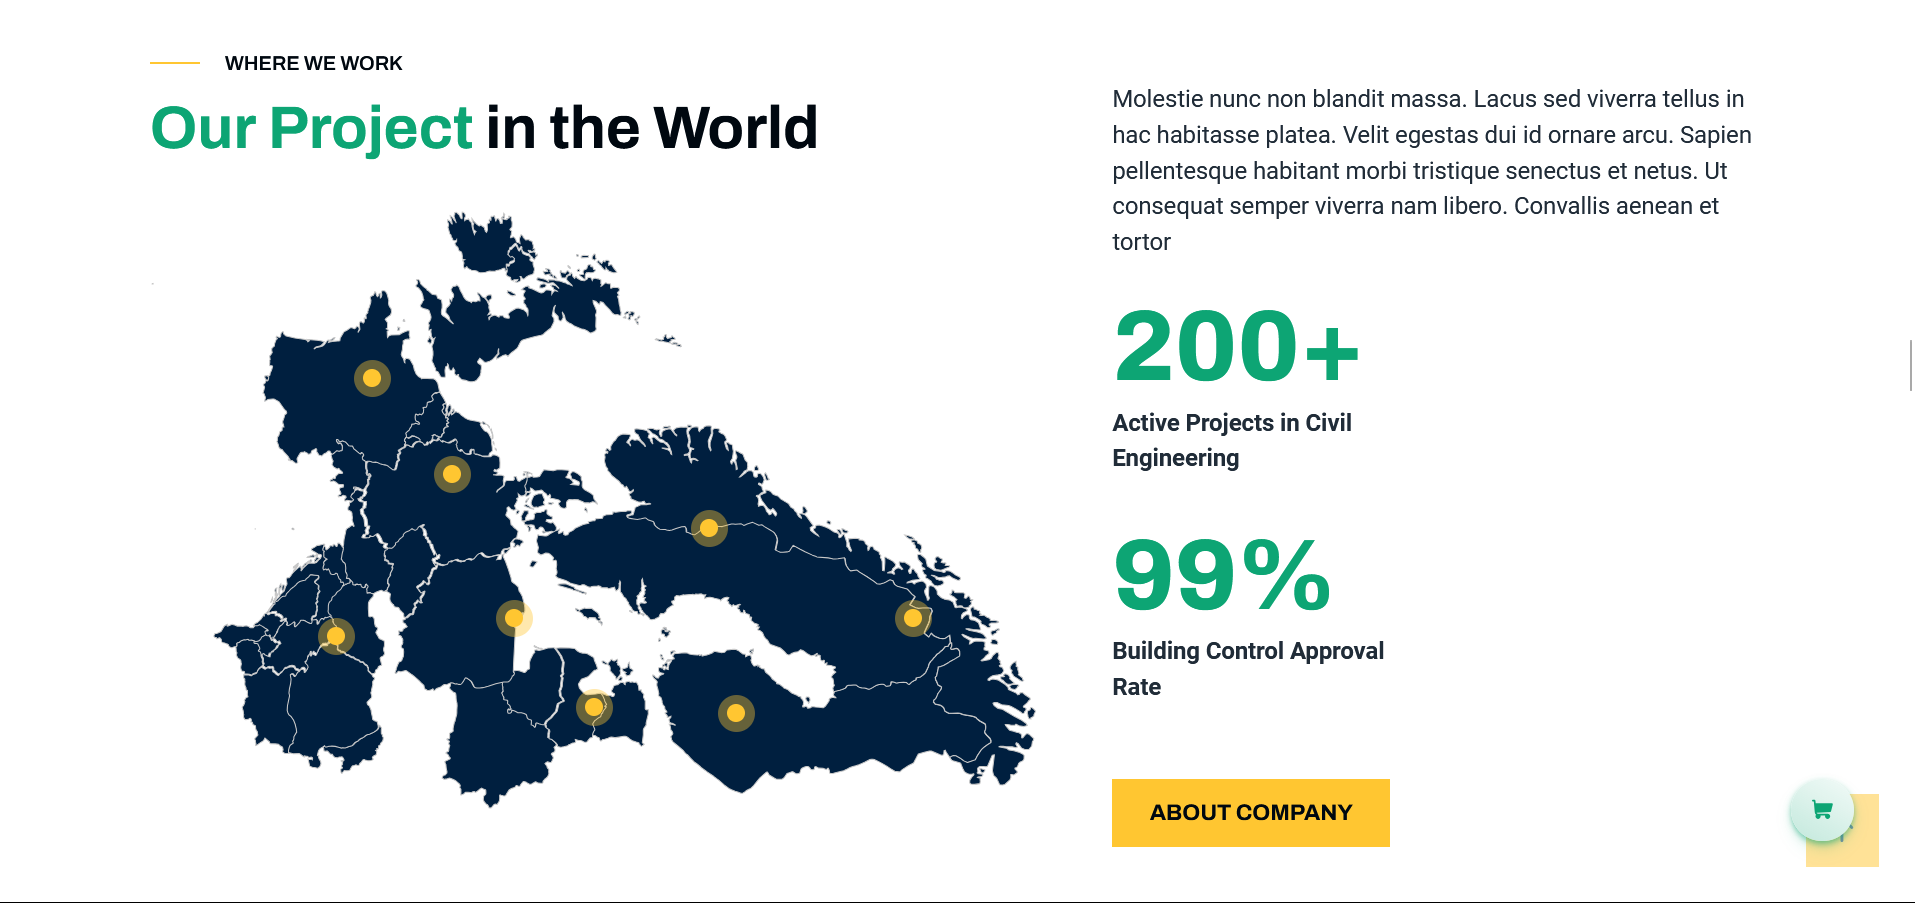 WHERE WE WORK
Our Project in the World
Molestie nunc non blandit massa. Lacus sed viverra tellus in
hac habitasse platea. Velit egestas dui id ornare arcu. Sapien
pellentesque habitant morbi tristique senectus et netus. Ut
consequat semper viverra nam libero. Convallis aenean et
tortor
200+
Active Projects in Civil
Engineering
99%
Building Control Approval
Rate
ABOUT COMPANY